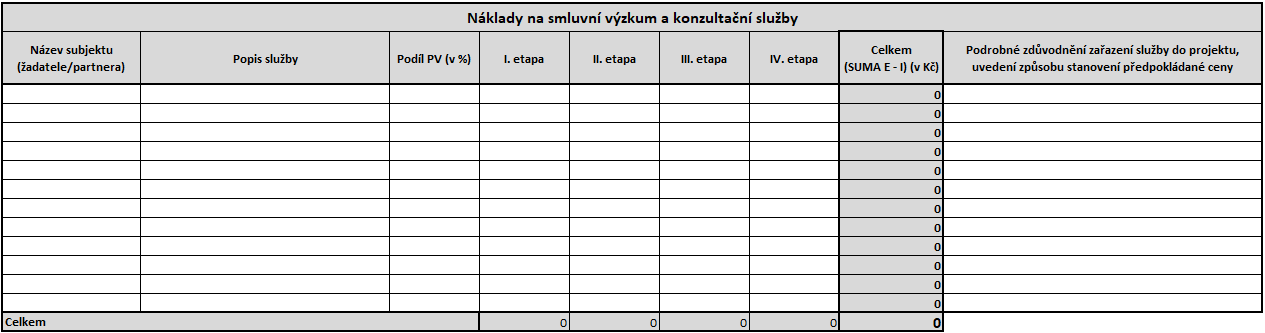 Náklady na smluvní výzkum a konzultační služby
Název subjektu
(žadatele/partnera)
Popis služby
Podíl PV (v %)
I. etapa
II. etapa
III. etapa
IV. etapa
Celkem
(SUMA E - I) (v Kč)
Podrobné zdůvodnění zařazení služby do projektu,
uvedení způsobu stanovení předpokládané ceny
0
0
0
0
0
0
0
0
0
0
0
0
Celkem 0 0 0 0 0